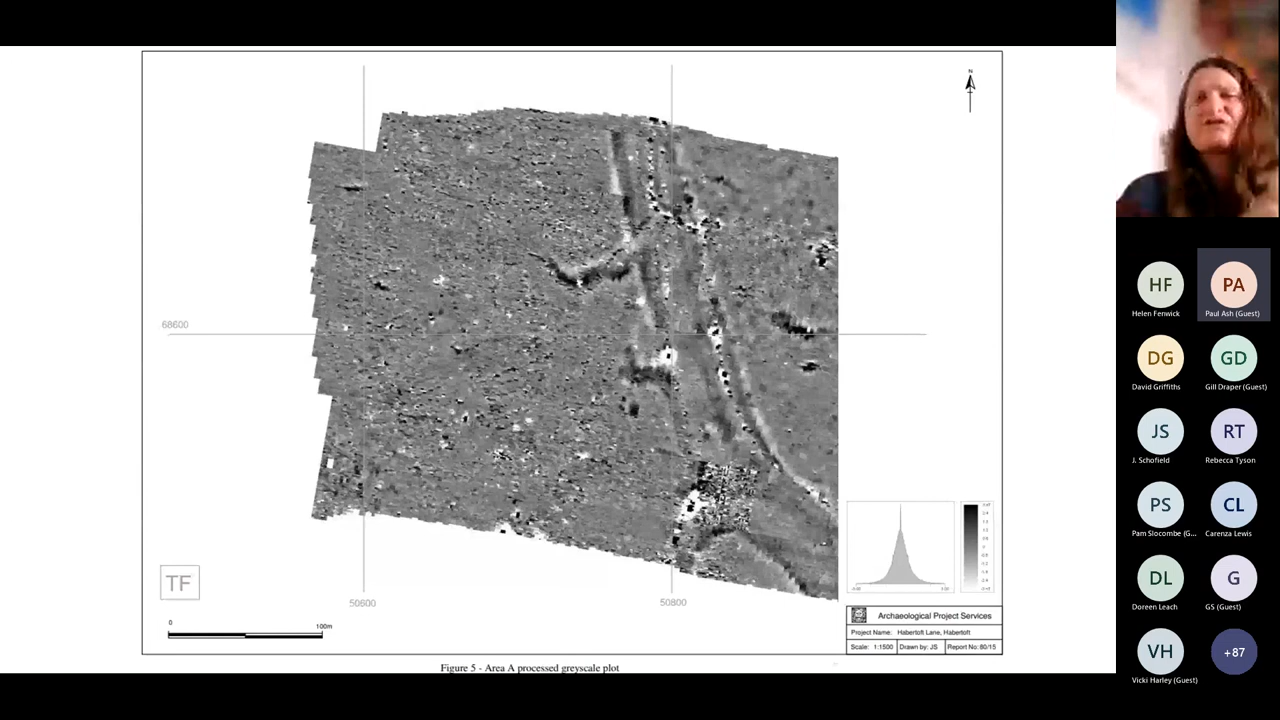 N
68600
TF
50600
50800
0
100m
Archaeological Project Services
Project Name: Habertoft Lane, Habertoft
Scale: 1:1500
Drawn by: JS
Report No: 80/15
Figure 5 - Area A processed greyscale plot
HF
Helen Fenwick
PA
Paul Ash (Guest)
DG
David Griffiths
GD
Gill Draper (Guest)
JS
J. Schofield
RT
Rebecca Tyson
PS
Pam Slocombe (G...
CL
Carenza Lewis
DL
Doreen Leach
G
GS (Guest)
VH
Vicki Harley (Guest)
+87